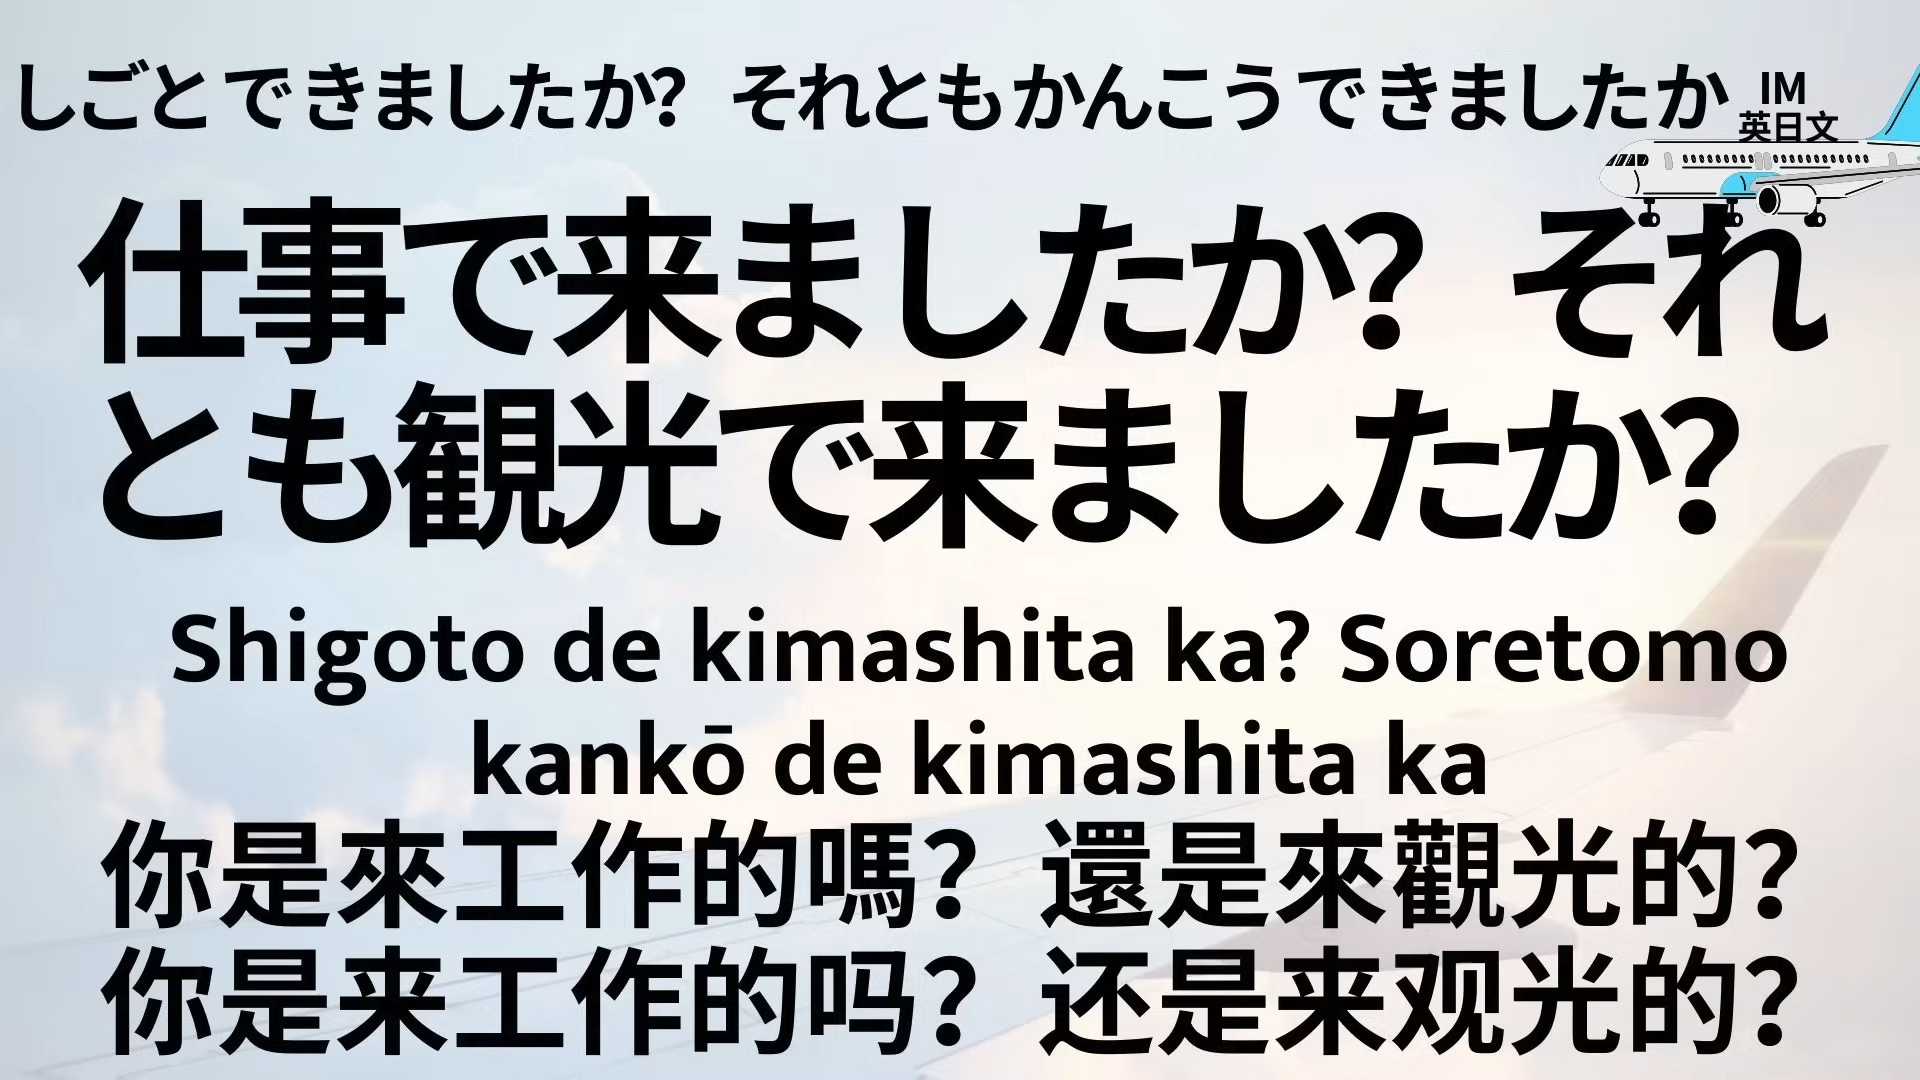 しごとできましたか？ それともかんこうできましたか
IM
英日文
仕事で来ましたか？それ
とも観光で来ましたか？
Shigoto de kimashita ka? Soretomo
kankō de kimashita ka
你是來工作的嗎？還是來觀光的？
你是来工作的吗？还是来观光的？